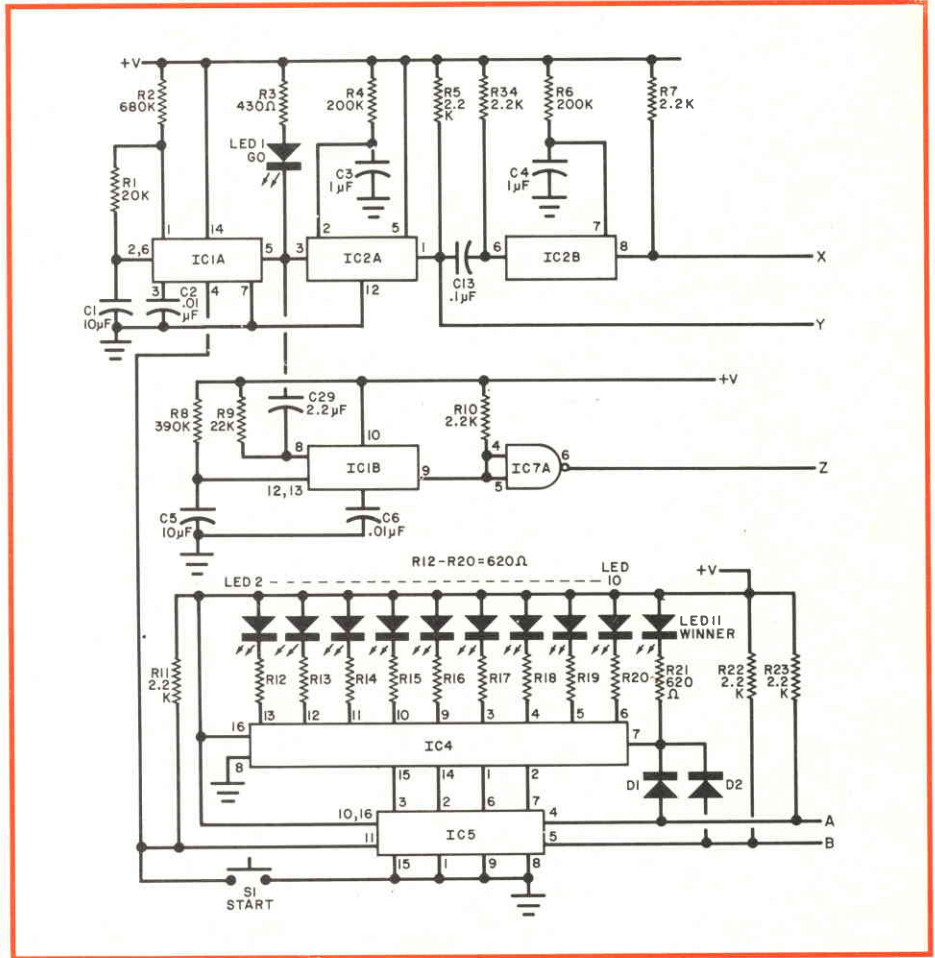 +V
R2
680K
R3
430Ω
R4
200K
R5
2.2
K
R34
2.2K
R6
200K
R7
2.2K
LED 1
GO
R1
20K
C3
1µF
C4
1µF
1
14
2
5
7
2,6
IC1A
5
3
IC2A
1
6
IC2B
8
X
3
4
7
12
C13
.1µF
C1
10µF
C2
.01
µF
Y
+V
R8
390K
R9
22K
C29
2.2µF
R10
2.2K
10
8
IC1B
9
4
5
IC7A
6
Z
12,13
C5
10µF
C6
.01µF
R12-R20=620Ω
LED 2
LED
10
+V
LED 11
WINNER
R11
2.2
K
R12
R13
R14
R15
R16
R17
R18
R19
R20
R21
620
Ω
R22
2.2
K
R23
2.2
K
13
12
11
10
9
3
4
5
6
16
8
IC4
7
15
14
1
2
D1
D2
3
2
6
7
10,16
11
IC5
4
5
A
B
15
1
9
8
S1
START